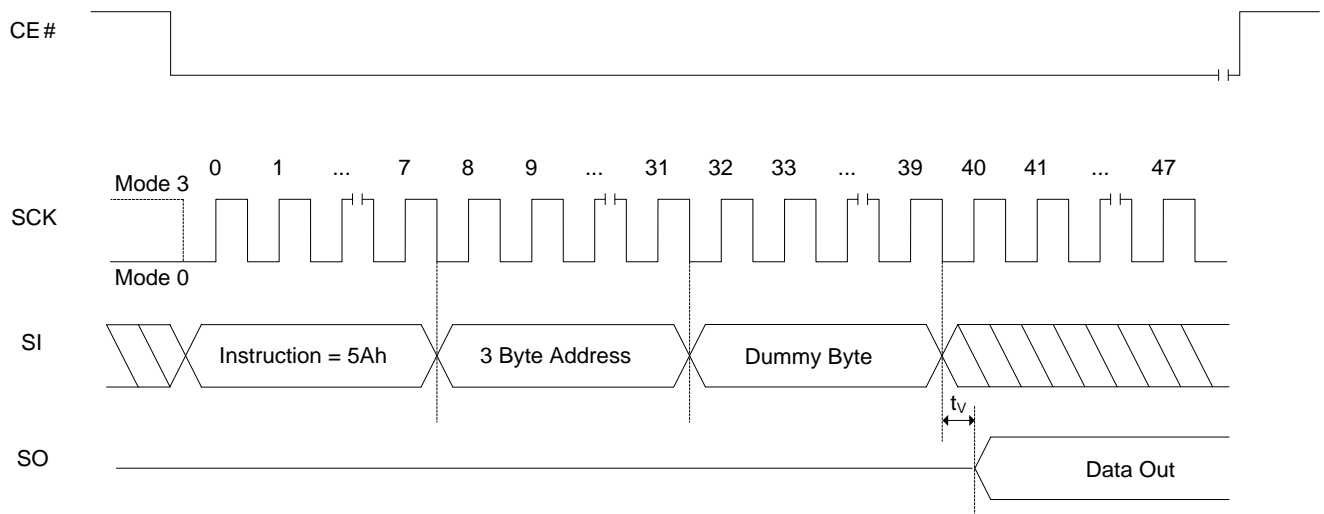 CE#
0 1 ... 7 8 9 ... 31 32 33 ... 39 40 41 ... 47
Mode 3
SCK
Mode 0
SI
Instruction = 5Ah
3 Byte Address
Dummy Byte
tV
SO
Data Out